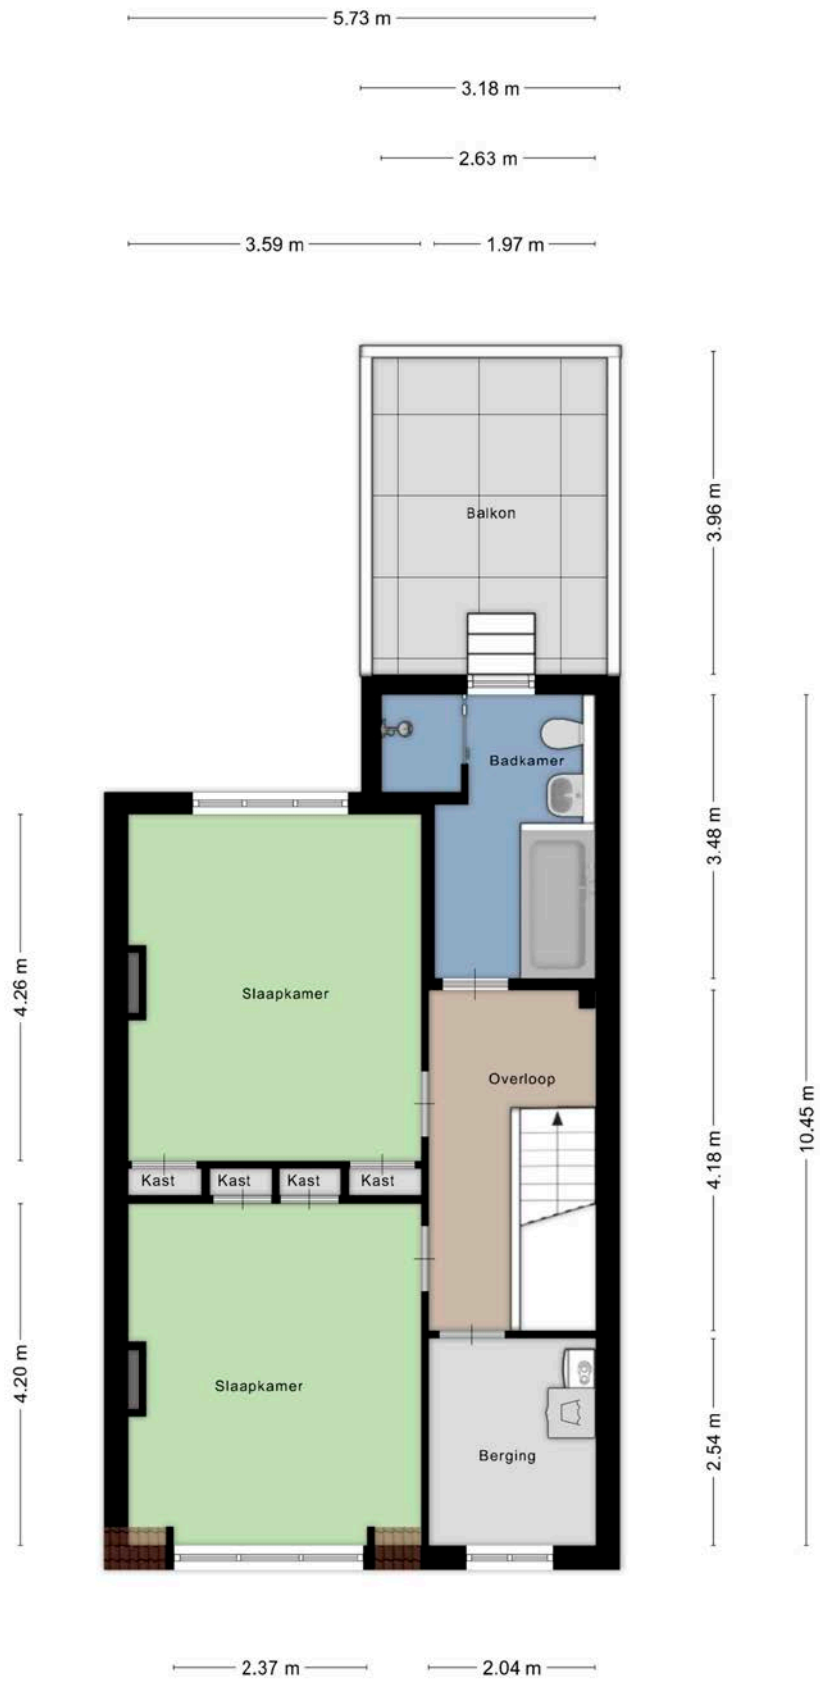 5.73 m
3.18 m
2.63 m
3.59 m
1.97 m
Balkon
3.96 m
Badkamer
3.48 m
4.26 m
Slaapkamer
Overloop
10.45 m
4.18 m
Kast
Kast
Kast
Kast
4.20 m
Slaapkamer
Berging
2.54 m
2.37 m
2.04 m